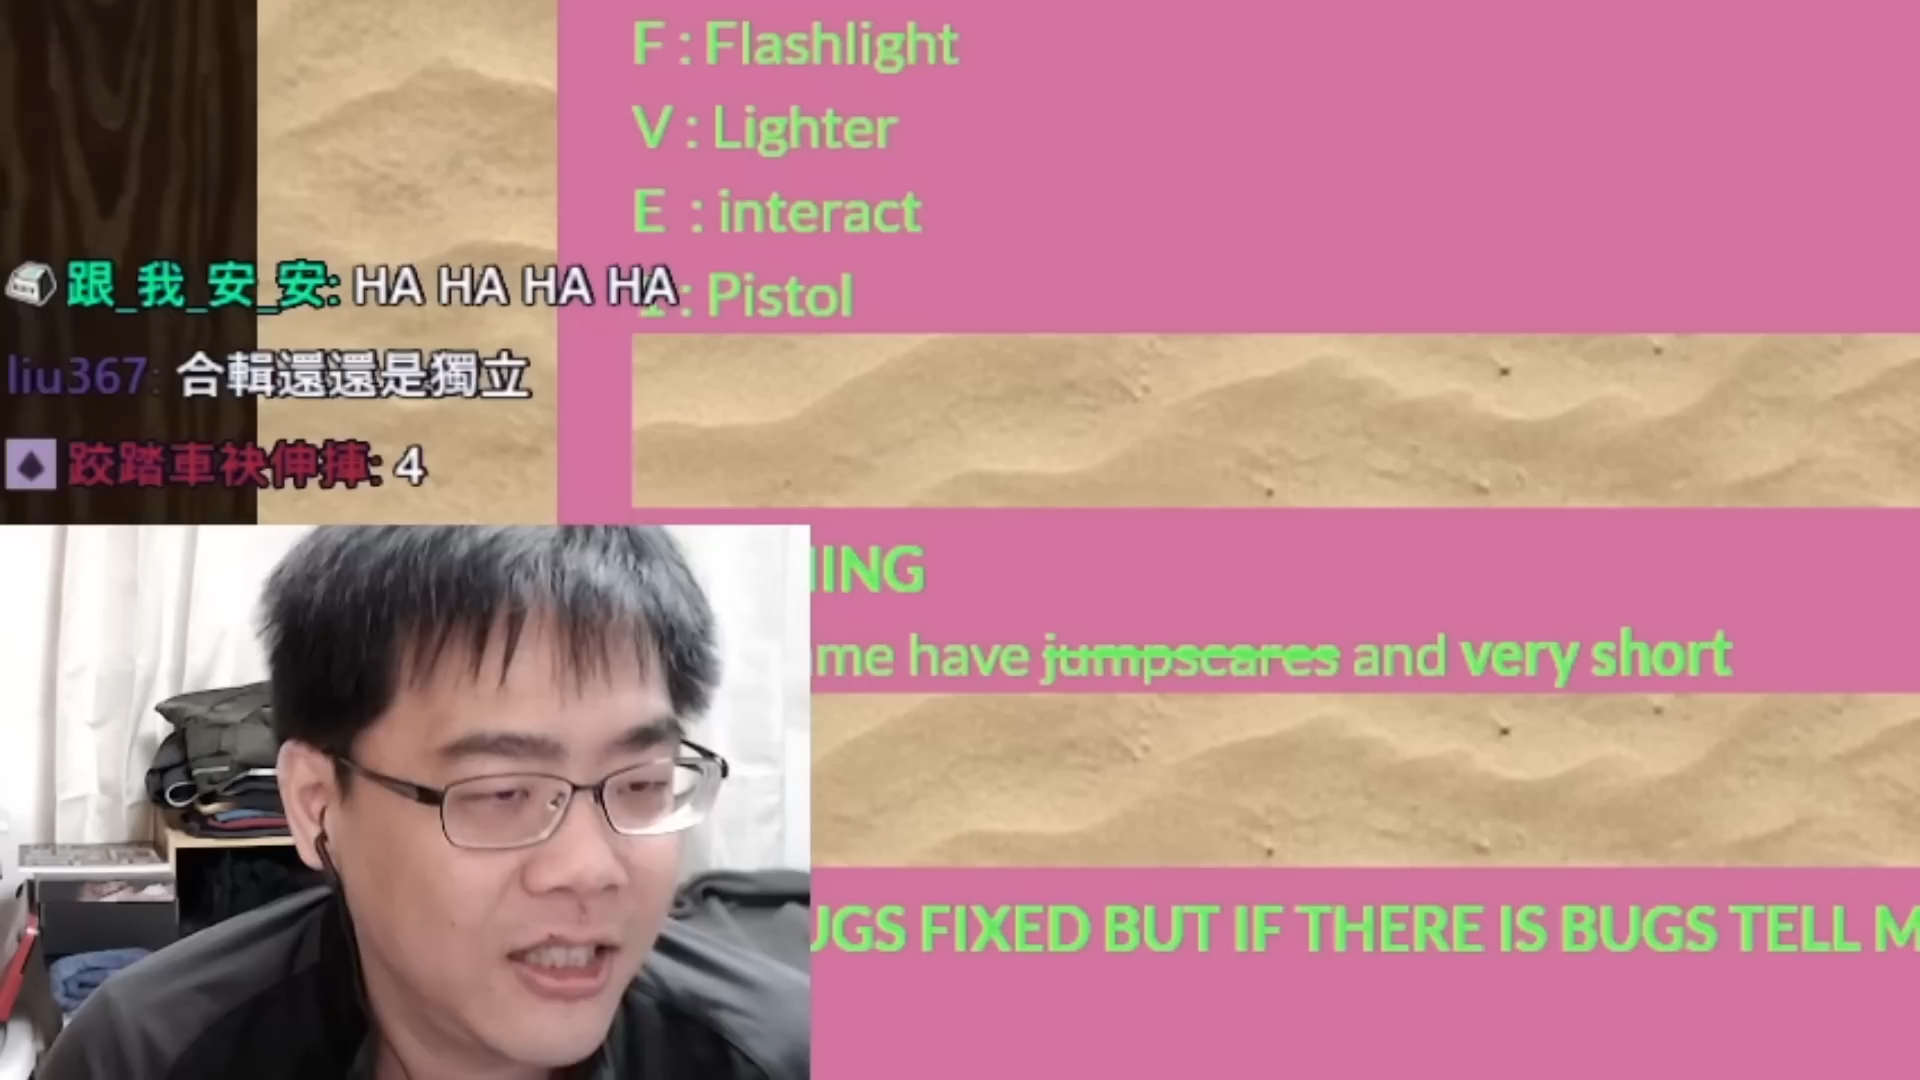 F : Flashlight
V : Lighter
E : interact
: Pistol
跟_我_安_安: HA HA HA HA
liu367: 合輯還還是獨立
跤踏車袂伸捙: 4
ING
me have jumpscares and very short
UGS FIXED BUT IF THERE IS BUGS TELL M